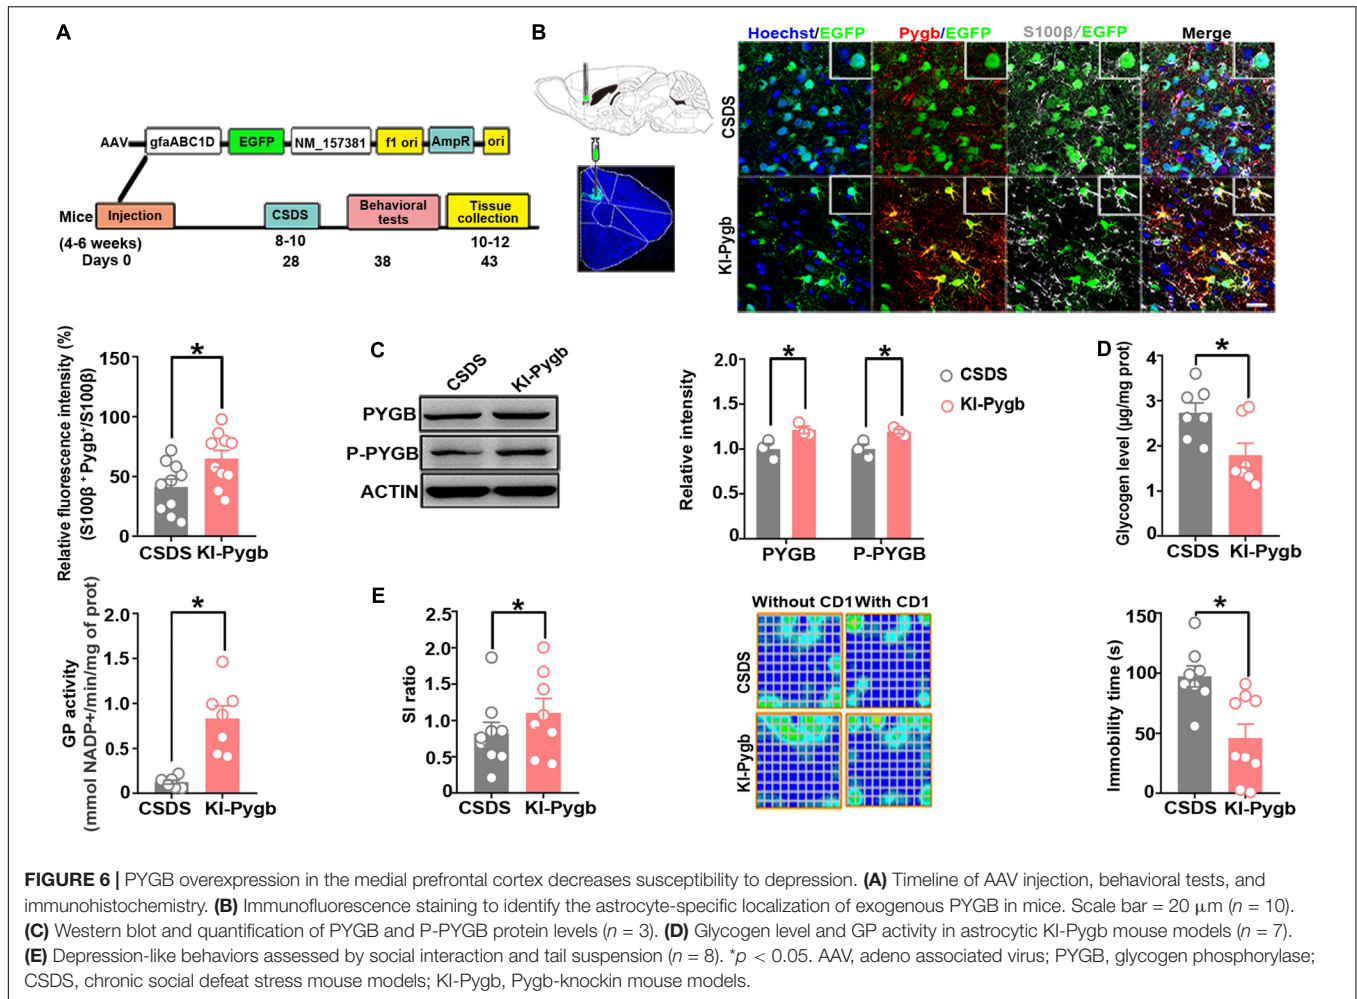 A
AAV
gfaABC1D
EGFP
NM_157381
f1 ori
AmpR
ori
Mice
Injection
CSDS
Behavioral
tests
Tissue
collection
(4-6 weeks)
8-10
10-12
Days 0
28
38
43
B
Hoechst/EGFP
Pygb/EGFP
S100β/EGFP
Merge
CSDS
KI-Pygb
Relative fluorescence intensity (%)
(S100β⁺ Pygb⁺/S100β)
150
100
50
0
*
CSDS
KI-Pygb
C
CSDS
KI-Pygb
PYGB
P-PYGB
ACTIN
Relative intensity
2.0
1.5
1.0
0.5
0
*
*
PYGB
P-PYGB
CSDS
KI-Pygb
D
Glycogen level (µg/mg prot)
4
3
2
1
0
*
CSDS
KI-Pygb
GP activity
(mmol NADP+/min/mg of prot)
2.0
1.5
1.0
0.5
0
*
CSDS
KI-Pygb
E
SI ratio
2.5
2.0
1.5
1.0
0.5
0
*
CSDS
KI-Pygb
Without CD1
With CD1
CSDS
KI-Pygb
Immobility time (s)
150
100
50
0
*
CSDS
KI-Pygb
FIGURE 6 | PYGB overexpression in the medial prefrontal cortex decreases susceptibility to depression. (A) Timeline of AAV injection, behavioral tests, and
immunohistochemistry. (B) Immunofluorescence staining to identify the astrocyte-specific localization of exogenous PYGB in mice. Scale bar = 20 µm (n = 10).
(C) Western blot and quantification of PYGB and P-PYGB protein levels (n = 3). (D) Glycogen level and GP activity in astrocytic KI-Pygb mouse models (n = 7).
(E) Depression-like behaviors assessed by social interaction and tail suspension (n = 8). *p < 0.05. AAV, adeno associated virus; PYGB, glycogen phosphorylase;
CSDS, chronic social defeat stress mouse models; KI-Pygb, Pygb-knockin mouse models.